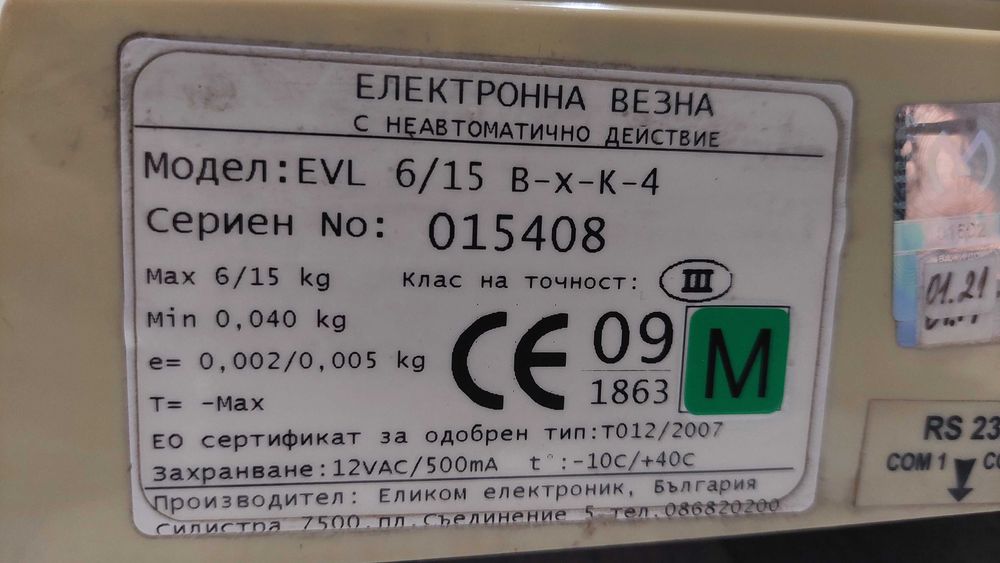 ЕЛЕКТРОННА ВЕЗНА
С НЕАВТОМАТИЧНО ДЕЙСТВИЕ
Модел: EVL 6/15 B-x-K-4
Сериен No: 015408
Max 6/15 kg Клас на точност: III
Min 0,040 kg
e= 0,002/0,005 kg
CE 09 1863 M
T= -Max
ЕО сертификат за одобрен тип:T012/2007
Захранване:12VAC/500mA t°:-10C/+40C
Производител: Еликом електроник, България
Силистра 7500,пл.Съединение 5 тел.086820200
01.21
RS 23
COM 1